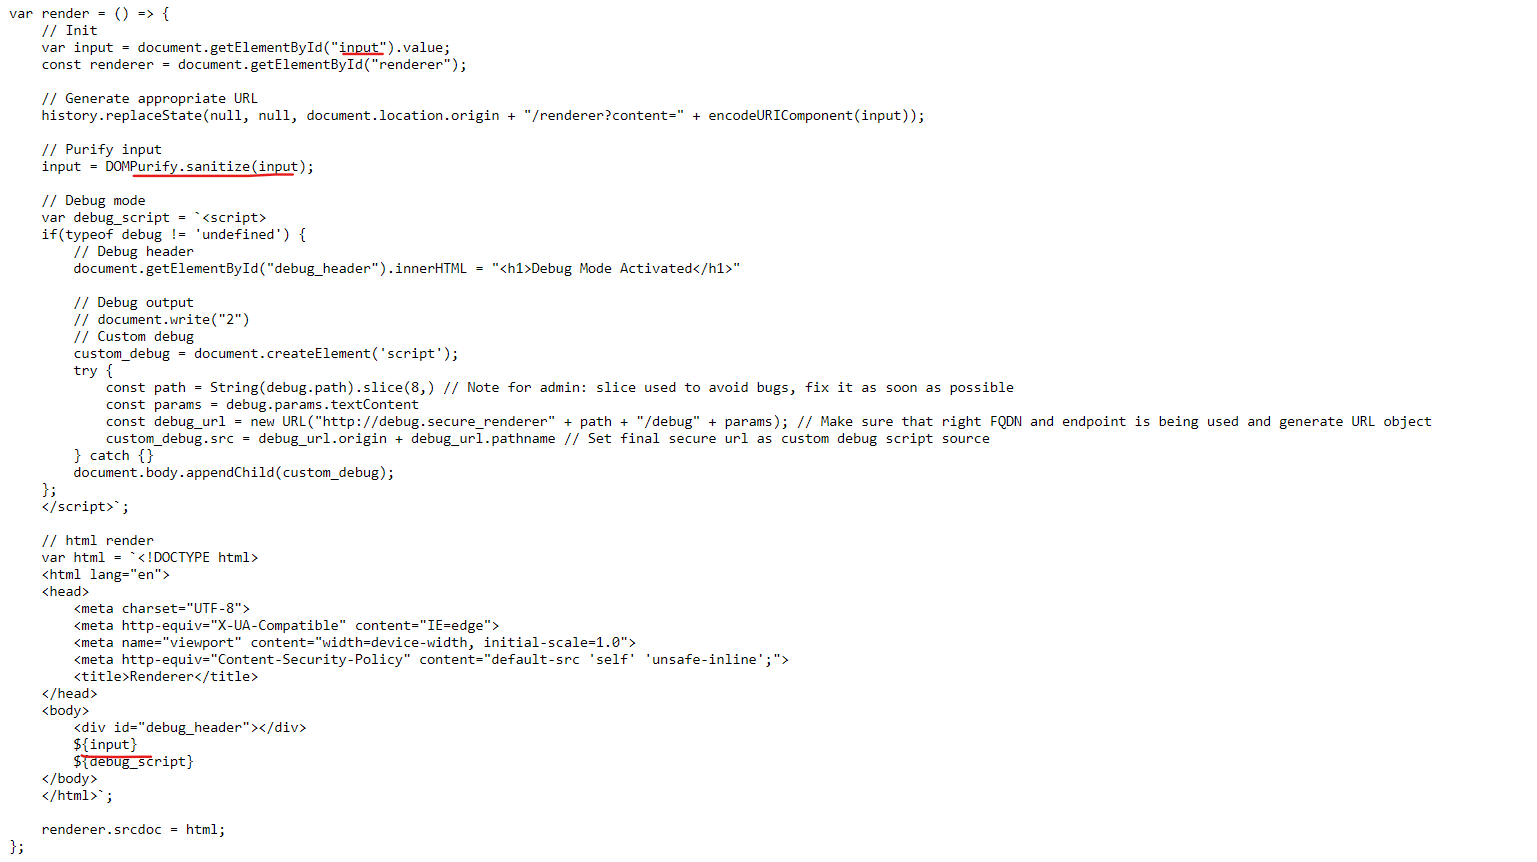 var render = () => {
// Init
var input = document.getElementById("input").value;
const renderer = document.getElementById("renderer");
// Generate appropriate URL
history.replaceState(null, null, document.location.origin + "/renderer?content=" + encodeURIComponent(input));
// Purify input
input = DOMPurify.sanitize(input);
// Debug mode
var debug_script = `<script>
if(typeof debug != 'undefined') {
// Debug header
document.getElementById("debug_header").innerHTML = "<h1>Debug Mode Activated</h1>"
// Debug output
// document.write("2")
// Custom debug
custom_debug = document.createElement('script');
try {
const path = String(debug.path).slice(8,) // Note for admin: slice used to avoid bugs, fix it as soon as possible
const params = debug.params.textContent
const debug_url = new URL("http://debug.secure_renderer" + path + "/debug" + params); // Make sure that right FQDN and endpoint is being used and generate URL object
custom_debug.src = debug_url.origin + debug_url.pathname // Set final secure url as custom debug script source
} catch {}
document.body.appendChild(custom_debug);
};
</script>`;
// html render
var html = `<!DOCTYPE html>
<html lang="en">
<head>
<meta charset="UTF-8">
<meta http-equiv="X-UA-Compatible" content="IE=edge">
<meta name="viewport" content="width=device-width, initial-scale=1.0">
<meta http-equiv="Content-Security-Policy" content="default-src 'self' 'unsafe-inline';">
<title>Renderer</title>
</head>
<body>
<div id="debug_header"></div>
${input}
${debug_script}
</body>
</html>`;
renderer.srcdoc = html;
};